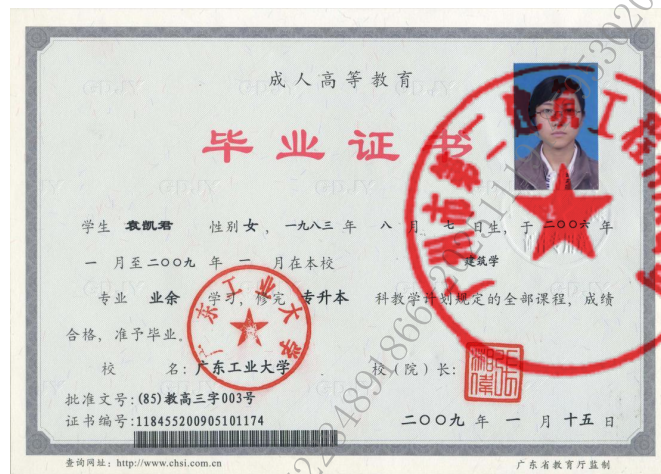 成人高等教育
毕业证书
学生 袁凯君 性别 女，一九八三 年 八 月 七 日生，于 二〇〇六 年
一 月至 二〇〇九 年 一 月在本校 建筑学
专业 业余 学习，修完 专升本 科教学计划规定的全部课程，成绩
合格，准予毕业。
校 名：广东工业大学 校（院）长：
批准文号：(85)教高三字003号
证书编号：118455200905101174
二〇〇九 年 一 月 十五 日
查询网址：http://www.chsi.com.cn
广东省教育厅监制
广东工业大学